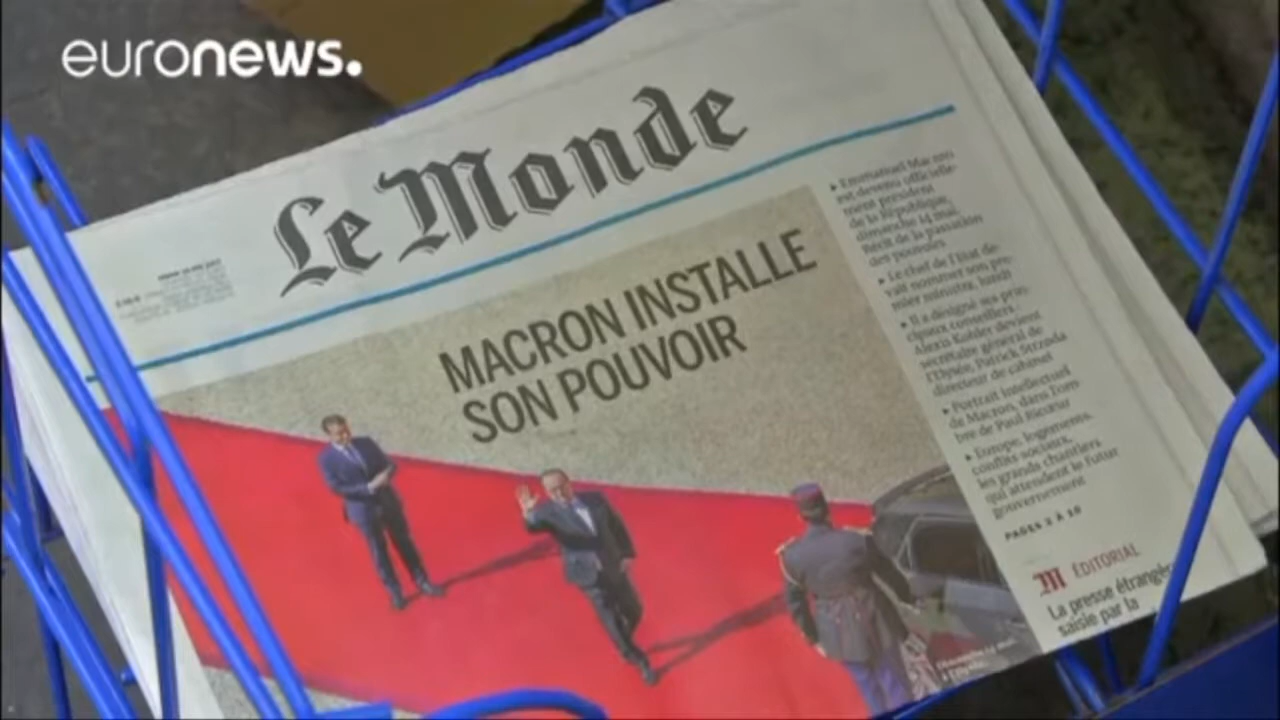 euronews.
Le Monde
MACRON INSTALLE
SON POUVOIR
▸ Emmanuel Macron
est devenu officielle-
ment président
de la République,
dimanche 14 mai.
Récit de la passation
des pouvoirs
▸ Le chef de l'Etat de-
vait nommer son pre-
mier ministre, lundi
▸ Il a désigné ses prin-
cipaux conseillers.
Alexis Kohler devient
secrétaire général de
l'Elysée, Patrick Strzoda
directeur de cabinet
▸ Portrait intellectuel
de Macron, dans l'om-
bre de Paul Ricœur
▸ Europe, logements,
conflits sociaux,
les grands chantiers
qui attendent le futur
gouvernement
PAGES 2 À 10
M ÉDITORIAL
La presse étrangère
saisie par la